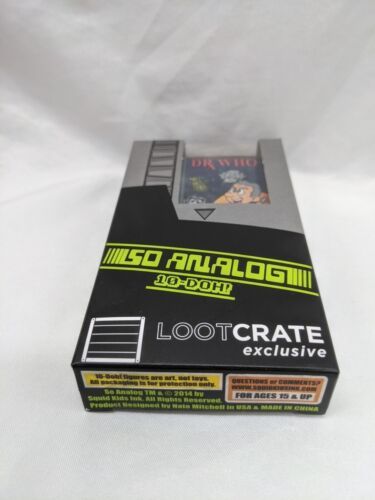 DR WHO
SO ANALOG
10-DOH!
LOOTCRATE
exclusive
10-Doh! figures are art, not toys.
All packaging is for protection only.
So Analog TM & © 2014 by
Squid Kids Ink. All Rights Reserved.
Product Designed by Nate Mitchell in USA & MADE IN CHINA
QUESTIONS or COMMENTS?
WWW.SQUIDKIDSINK.COM
FOR AGES 15 & UP